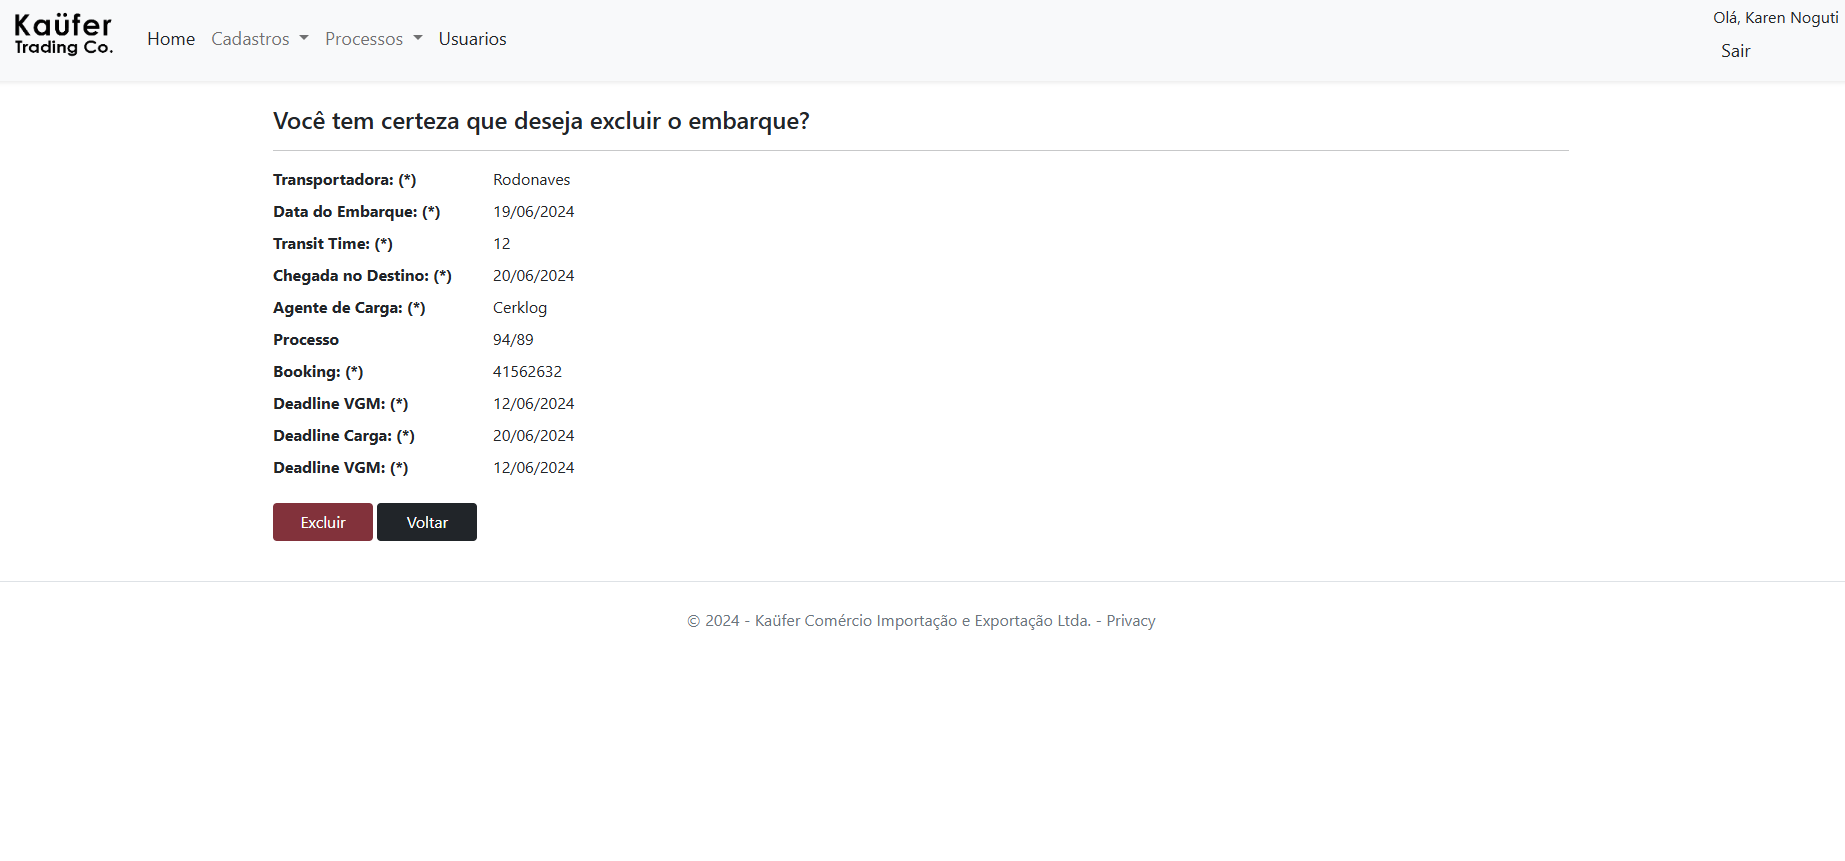 Kaüfer
Trading Co.
Home Cadastros Processos Usuarios
Olá, Karen Noguti
Sair
Você tem certeza que deseja excluir o embarque?
Transportadora: (*) Rodonaves
Data do Embarque: (*) 19/06/2024
Transit Time: (*) 12
Chegada no Destino: (*) 20/06/2024
Agente de Carga: (*) Cerklog
Processo 94/89
Booking: (*) 41562632
Deadline VGM: (*) 12/06/2024
Deadline Carga: (*) 20/06/2024
Deadline VGM: (*) 12/06/2024
Excluir Voltar
© 2024 - Kaüfer Comércio Importação e Exportação Ltda. - Privacy